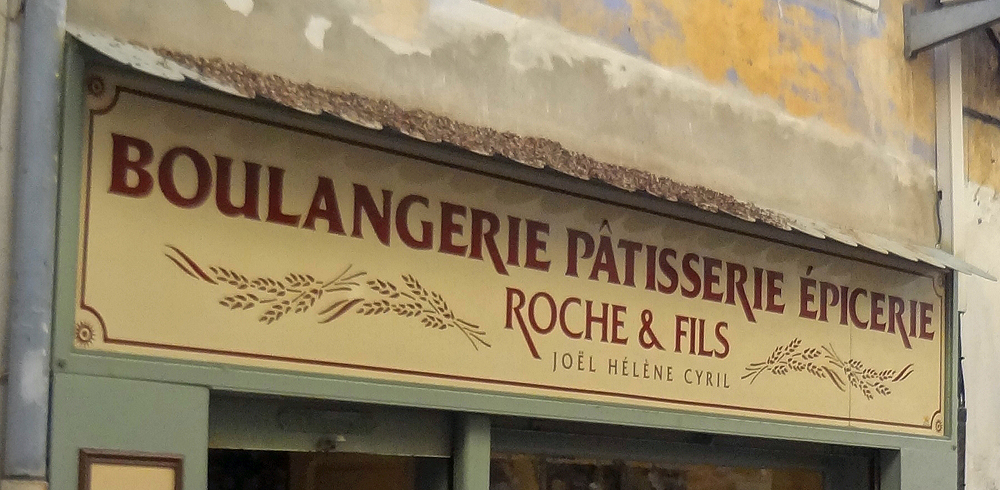 BOULANGERIE PÂTISSERIE ÉPICERIE
ROCHE & FILS
JOËL HÉLÈNE CYRIL